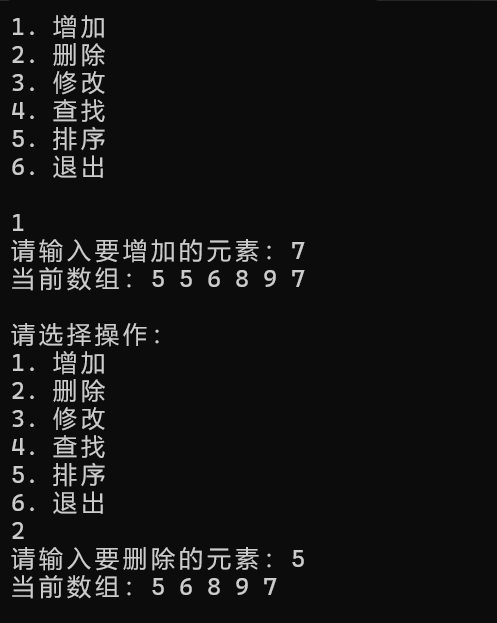 1. 增加
2. 删除
3. 修改
4. 查找
5. 排序
6. 退出
1
请输入要增加的元素: 7
当前数组: 5 5 6 8 9 7
请选择操作:
1. 增加
2. 删除
3. 修改
4. 查找
5. 排序
6. 退出
2
请输入要删除的元素: 5
当前数组: 5 6 8 9 7